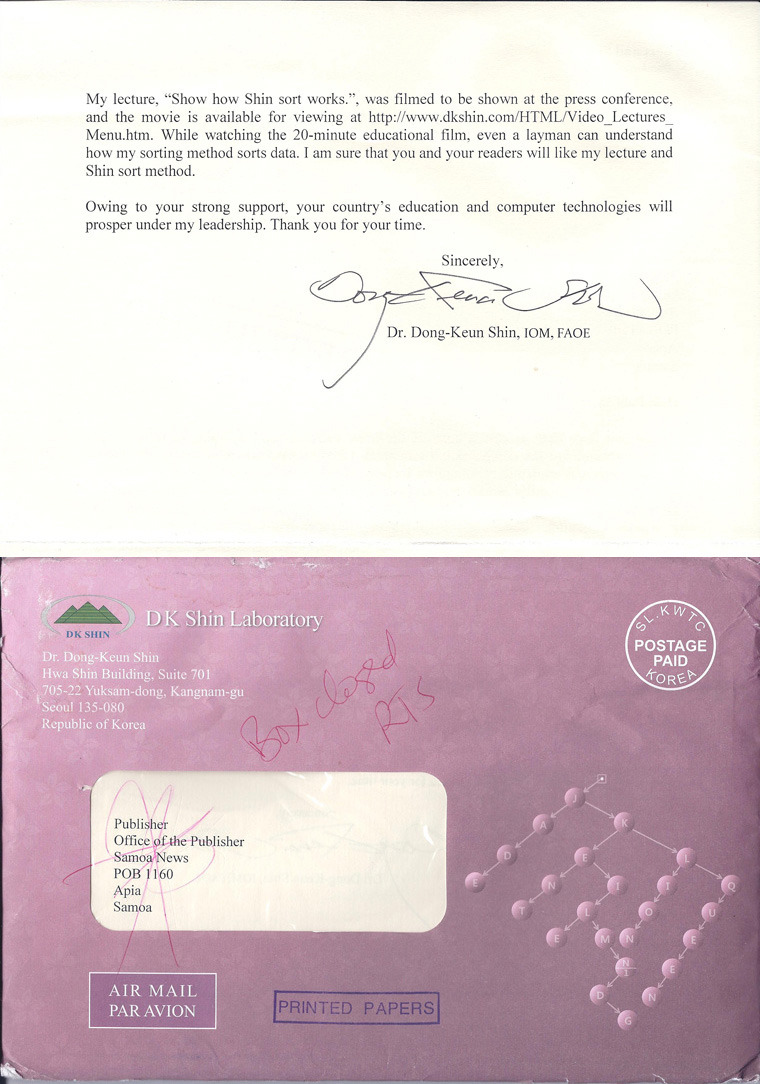 My lecture, “Show how Shin sort works.”, was filmed to be shown at the press conference,
and the movie is available for viewing at http://www.dkshin.com/HTML/Video_Lectures_
Menu.htm. While watching the 20-minute educational film, even a layman can understand
how my sorting method sorts data. I am sure that you and your readers will like my lecture and
Shin sort method.
Owing to your strong support, your country’s education and computer technologies will
prosper under my leadership. Thank you for your time.
Sincerely,
Dong-Keun Shin
Dr. Dong-Keun Shin, IOM, FAOE
DK SHIN
DK Shin Laboratory
Dr. Dong-Keun Shin
Hwa Shin Building, Suite 701
705-22 Yuksam-dong, Kangnam-gu
Seoul 135-080
Republic of Korea
SL.KWTC
POSTAGE
PAID
KOREA
Box closed
RTS
Publisher
Office of the Publisher
Samoa News
POB 1160
Apia
Samoa
J
A K
D E L
N I I Q
T L O U
E M N E
E
D N
G
AIR MAIL
PAR AVION
PRINTED PAPERS